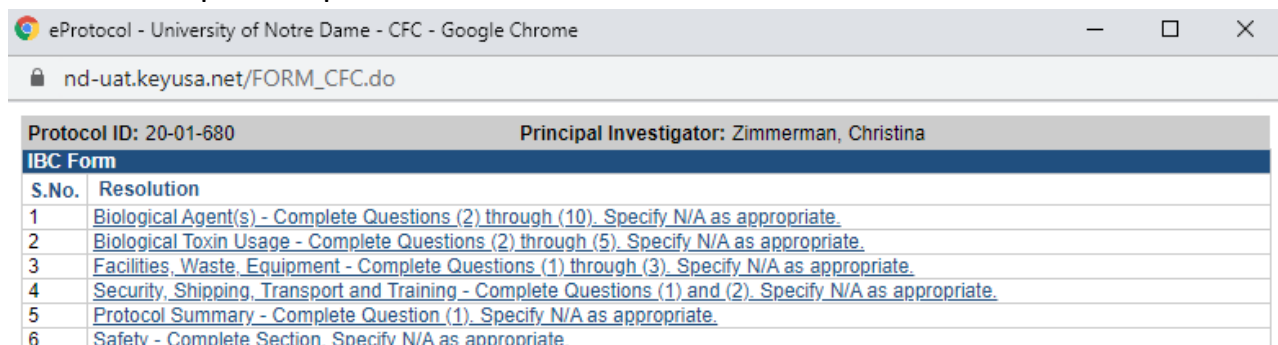 eProtocol - University of Notre Dame - CFC - Google Chrome
nd-uat.keyusa.net/FORM_CFC.do
Protocol ID: 20-01-680 Principal Investigator: Zimmerman, Christina
IBC Form
S.No. Resolution
1 Biological Agent(s) - Complete Questions (2) through (10). Specify N/A as appropriate.
2 Biological Toxin Usage - Complete Questions (2) through (5). Specify N/A as appropriate.
3 Facilities, Waste, Equipment - Complete Questions (1) through (3). Specify N/A as appropriate.
4 Security, Shipping, Transport and Training - Complete Questions (1) and (2). Specify N/A as appropriate.
5 Protocol Summary - Complete Question (1). Specify N/A as appropriate.
6 Safety - Complete Section. Specify N/A as appropriate